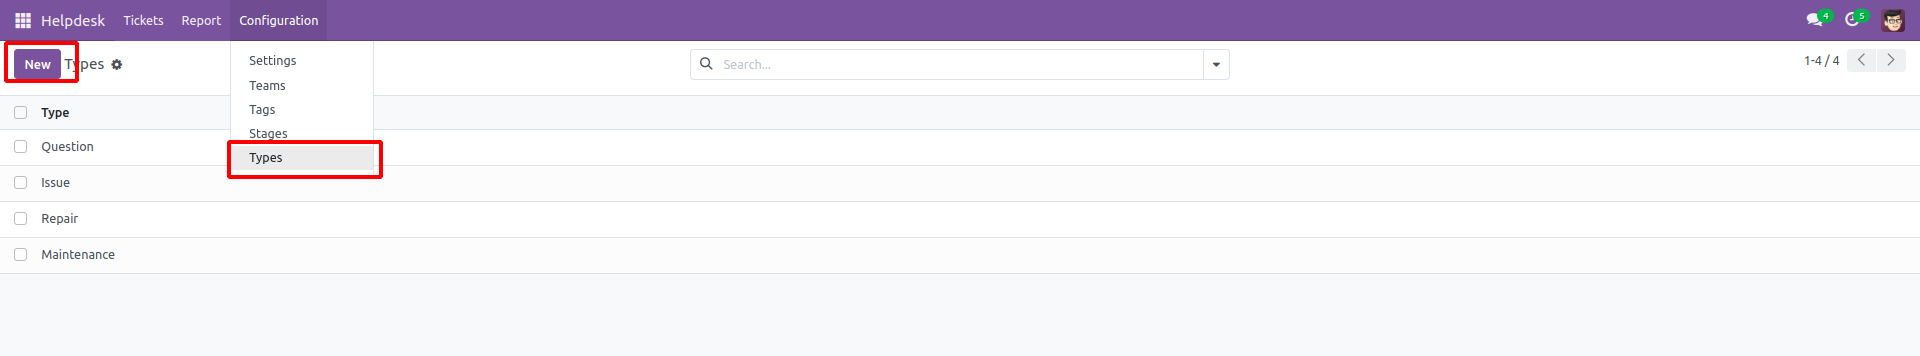 Helpdesk Tickets Report Configuration 4 5
New Types Search... 1-4 / 4
Settings
Teams
Tags
Stages
Types
Type
Question
Issue
Repair
Maintenance